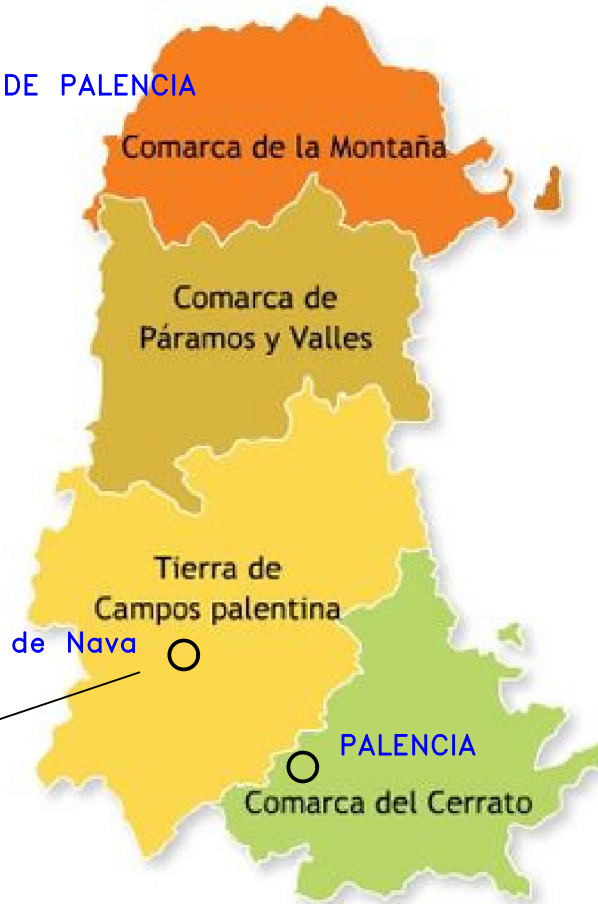 DE PALENCIA
Comarca de la Montaña
Comarca de
Páramos y Valles
Tierra de
Campos palentina
de Nava
PALENCIA
Comarca del Cerrato